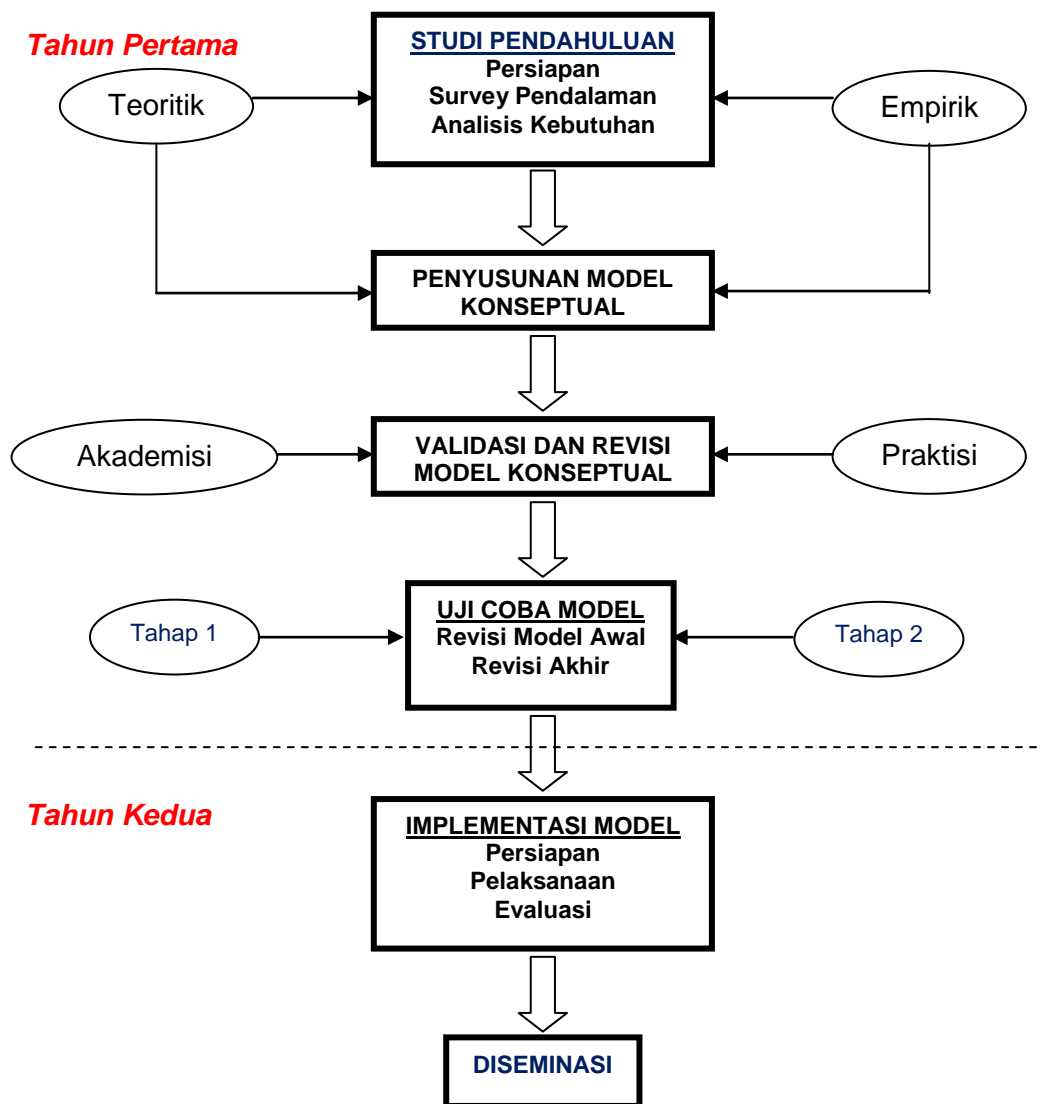 Tahun Pertama
STUDI PENDAHULUAN
Persiapan
Survey Pendalaman
Analisis Kebutuhan
Teoritik
Empirik
PENYUSUNAN MODEL
KONSEPTUAL
Akademisi
VALIDASI DAN REVISI
MODEL KONSEPTUAL
Praktisi
Tahap 1
UJI COBA MODEL
Revisi Model Awal
Revisi Akhir
Tahap 2
Tahun Kedua
IMPLEMENTASI MODEL
Persiapan
Pelaksanaan
Evaluasi
DISEMINASI